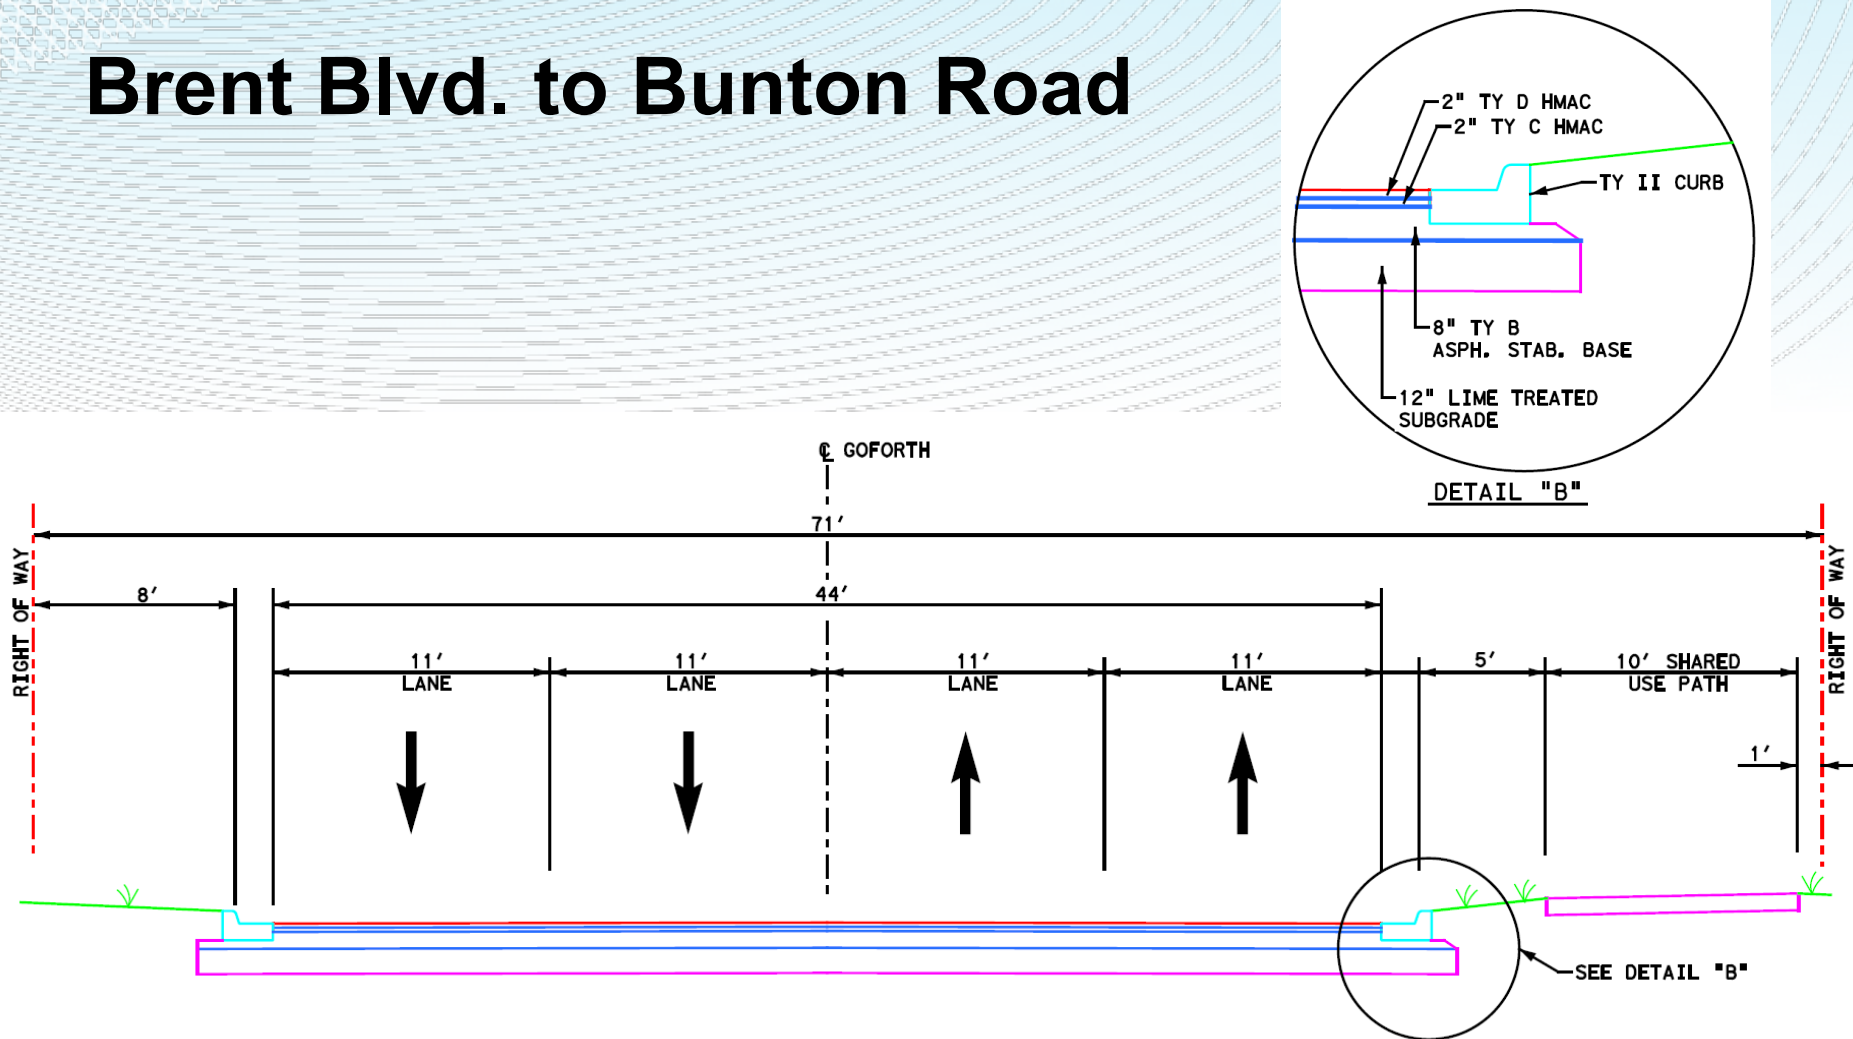 Brent Blvd. to Bunton Road
2" TY D HMAC
2" TY C HMAC
TY II CURB
8" TY B
ASPH. STAB. BASE
12" LIME TREATED
SUBGRADE
DETAIL "B"
℄ GOFORTH
71'
RIGHT OF WAY
RIGHT OF WAY
8'
44'
11'
LANE
11'
LANE
11'
LANE
11'
LANE
5'
10' SHARED
USE PATH
1'
SEE DETAIL "B"